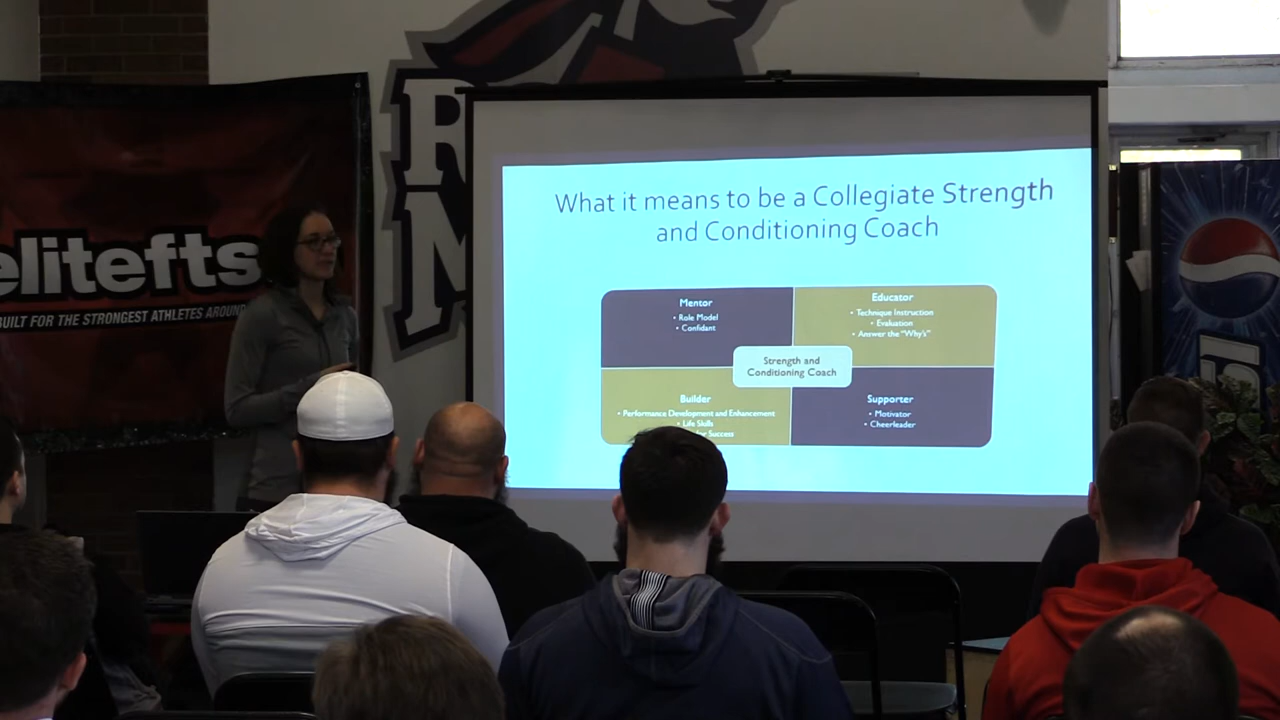 R
M
elitefts
BUILT FOR THE STRONGEST ATHLETES AROUN
What it means to be a Collegiate Strength
and Conditioning Coach
Mentor
• Role Model
• Confidant
Educator
• Technique Instruction
• Evaluation
• Answer the "Why's"
Strength and
Conditioning Coach
Builder
• Performance Development and Enhancement
• Life Skills
Success
Supporter
• Motivator
• Cheerleader